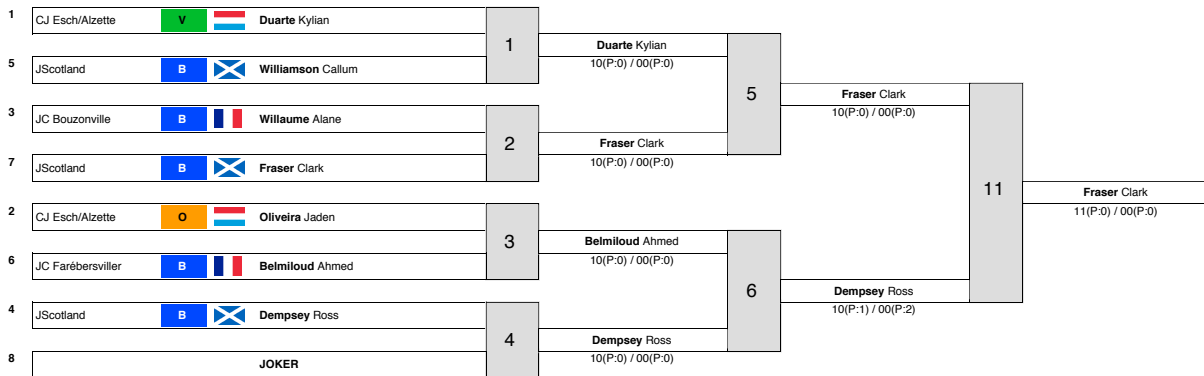 1 CJ Esch/Alzette V Duarte Kylian
5 JScotland B Williamson Callum
3 JC Bouzonville B Willaume Alane
7 JScotland B Fraser Clark
2 CJ Esch/Alzette O Oliveira Jaden
6 JC Farébersviller B Belmiloud Ahmed
4 JScotland B Dempsey Ross
8 JOKER
1
2
3
4
Duarte Kylian
10(P:0) / 00(P:0)
Fraser Clark
10(P:0) / 00(P:0)
Belmiloud Ahmed
10(P:0) / 00(P:0)
Dempsey Ross
10(P:0) / 00(P:0)
5
6
Fraser Clark
10(P:0) / 00(P:0)
Dempsey Ross
10(P:1) / 00(P:2)
11
Fraser Clark
11(P:0) / 00(P:0)